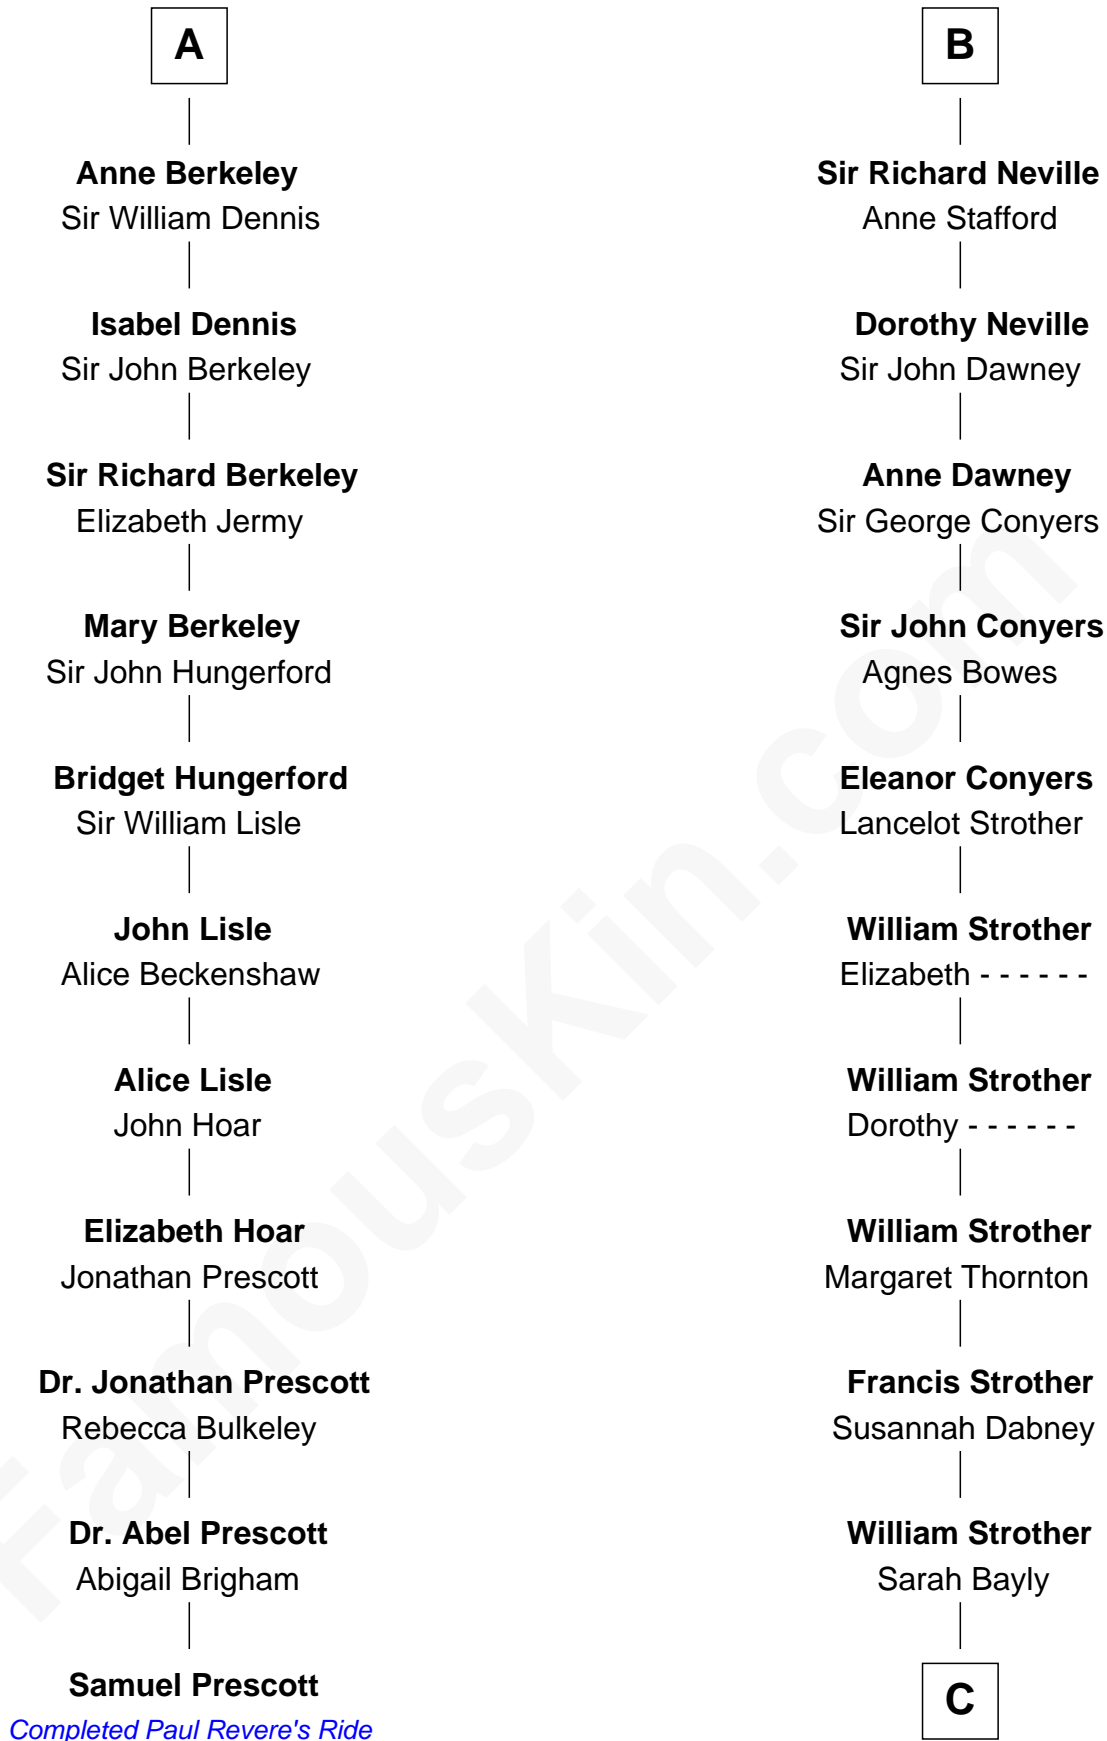 A
Anne Berkeley
Sir William Dennis
Isabel Dennis
Sir John Berkeley
Sir Richard Berkeley
Elizabeth Jermy
Mary Berkeley
Sir John Hungerford
Bridget Hungerford
Sir William Lisle
John Lisle
Alice Beckenshaw
Alice Lisle
John Hoar
Elizabeth Hoar
Jonathan Prescott
Dr. Jonathan Prescott
Rebecca Bulkeley
Dr. Abel Prescott
Abigail Brigham
Samuel Prescott
Completed Paul Revere's Ride
B
Sir Richard Neville
Anne Stafford
Dorothy Neville
Sir John Dawney
Anne Dawney
Sir George Conyers
Sir John Conyers
Agnes Bowes
Eleanor Conyers
Lancelot Strother
William Strother
Elizabeth - - - - - -
William Strother
Dorothy - - - - - -
William Strother
Margaret Thornton
Francis Strother
Susannah Dabney
William Strother
Sarah Bayly
C
FamousKin.com